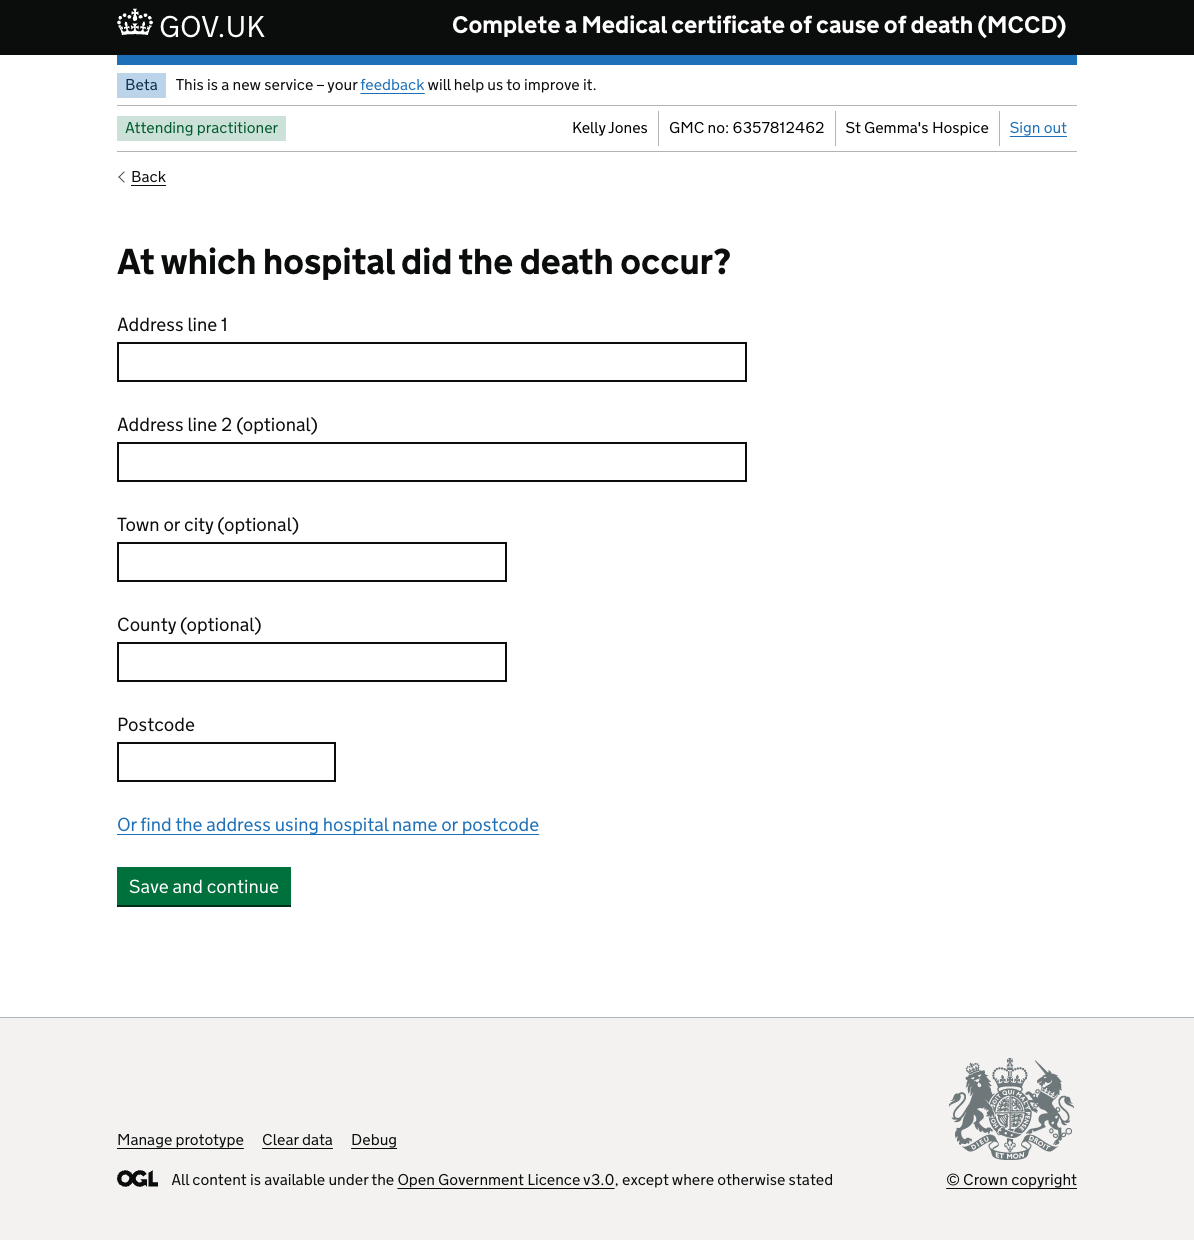 GOV.UK
Complete a Medical certificate of cause of death (MCCD)
Beta
This is a new service – your feedback will help us to improve it.
Attending practitioner
Kelly Jones
GMC no: 6357812462
St Gemma's Hospice
Sign out
Back
At which hospital did the death occur?
Address line 1
Address line 2 (optional)
Town or city (optional)
County (optional)
Postcode
Or find the address using hospital name or postcode
Save and continue
Manage prototype
Clear data
Debug
OGL
All content is available under the Open Government Licence v3.0, except where otherwise stated
DIEU ET MON DROIT
© Crown copyright